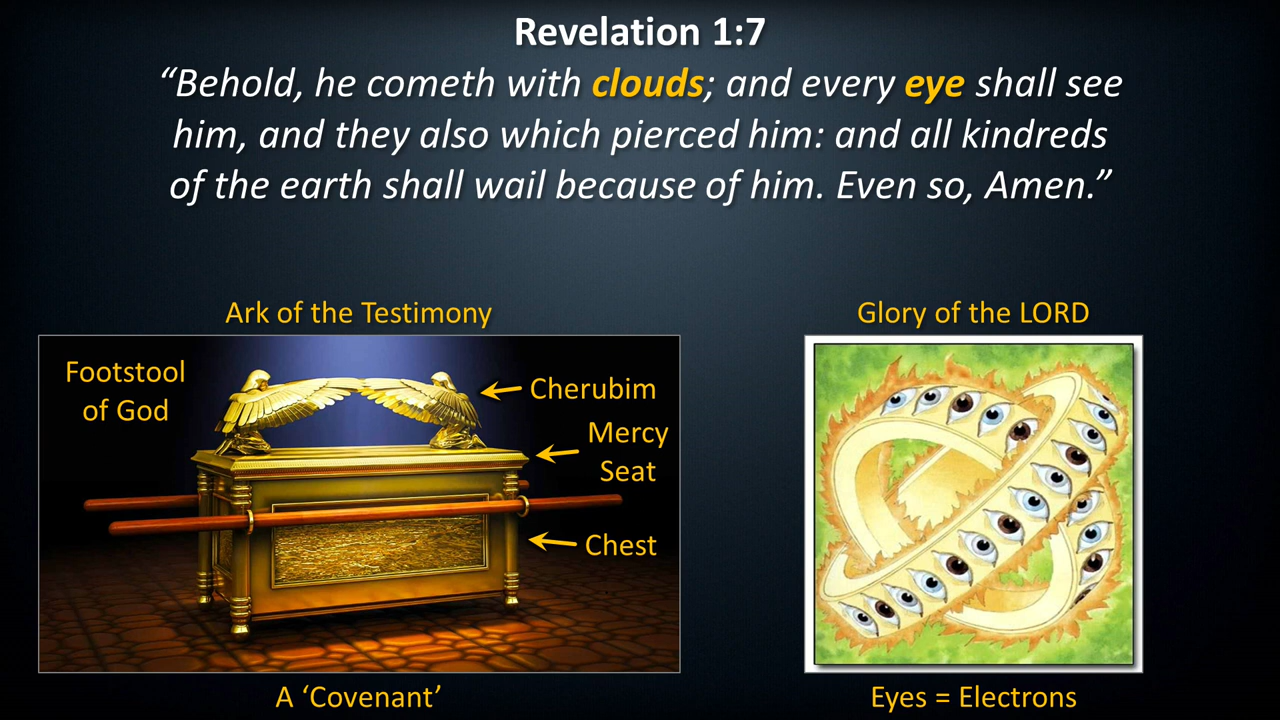 Revelation 1:7
“Behold, he cometh with clouds; and every eye shall see
him, and they also which pierced him: and all kindreds
of the earth shall wail because of him. Even so, Amen.”
Ark of the Testimony
Footstool
of God
Cherubim
Mercy
Seat
Chest
A ‘Covenant’
Glory of the LORD
Eyes = Electrons